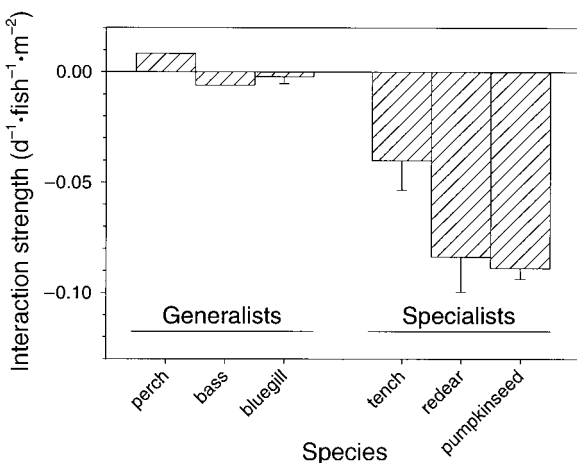 Interaction strength (d⁻¹·fish⁻¹·m⁻²)
0.00
−0.05
−0.10
Generalists
Specialists
perch
bass
bluegill
tench
redear
pumpkinseed
Species